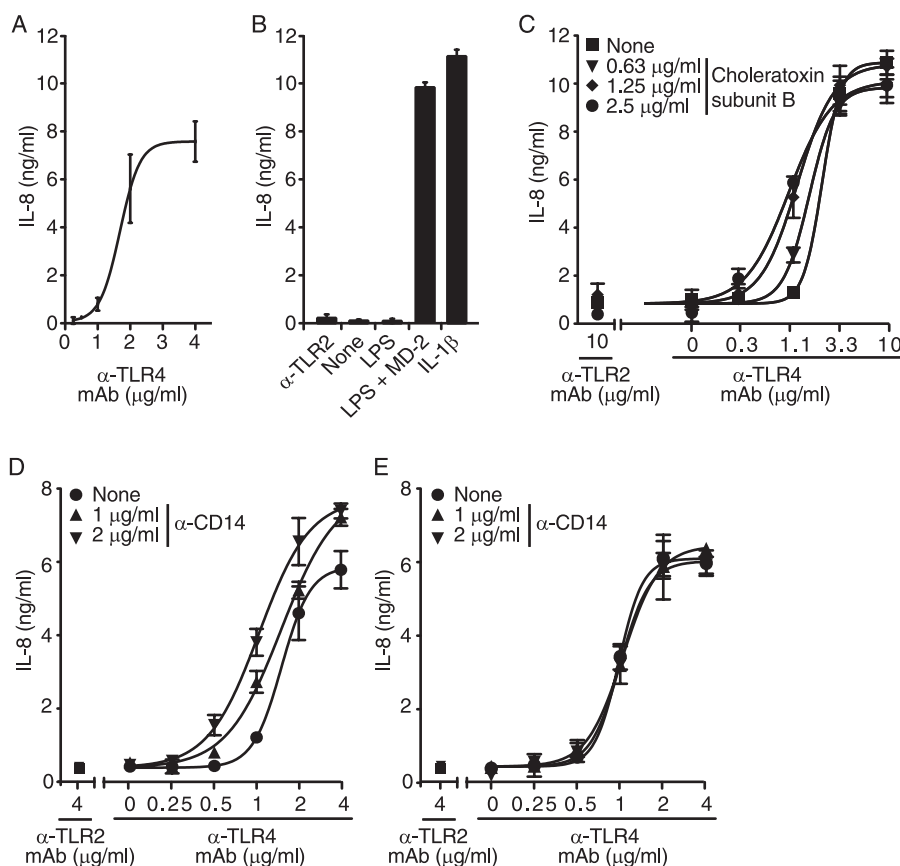 A
IL-8 (ng/ml)
12
10
8
6
4
2
0
0 1 2 3 4
α-TLR4
mAb (μg/ml)
B
IL-8 (ng/ml)
12
10
8
6
4
2
0
α-TLR2
None
LPS
LPS + MD-2
IL-1β
C
None
0.63 μg/ml
1.25 μg/ml
2.5 μg/ml
Choleratoxin
subunit B
IL-8 (ng/ml)
12
10
8
6
4
2
0
10 0 0.3 1.1 3.3 10
α-TLR2
mAb (μg/ml)
α-TLR4
mAb (μg/ml)
D
None
1 μg/ml
2 μg/ml
α-CD14
IL-8 (ng/ml)
8
6
4
2
0
4 0 0.25 0.5 1 2 4
α-TLR2
mAb (μg/ml)
α-TLR4
mAb (μg/ml)
E
None
1 μg/ml
2 μg/ml
α-CD14
IL-8 (ng/ml)
8
6
4
2
0
4 0 0.25 0.5 1 2 4
α-TLR2
mAb (μg/ml)
α-TLR4
mAb (μg/ml)